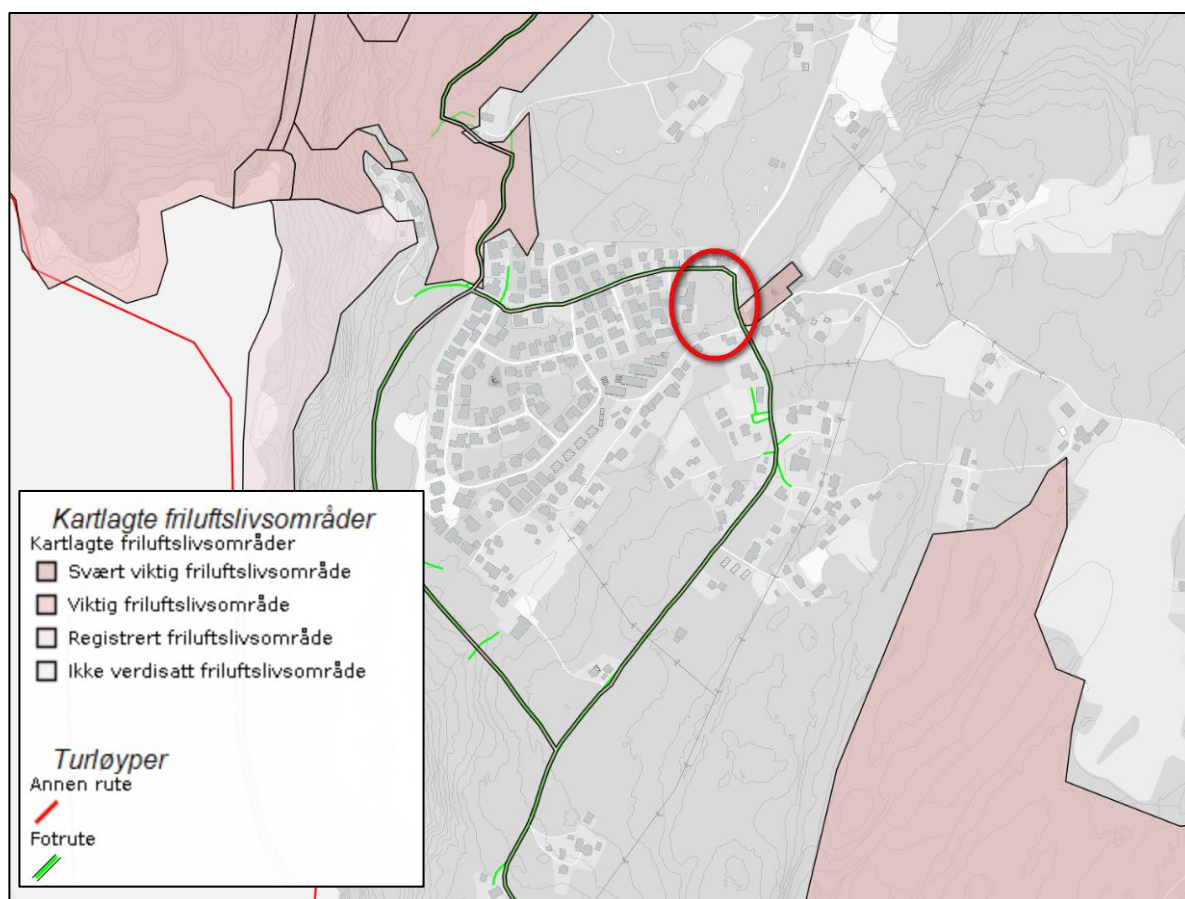 Kartlagte friluftslivsområder
Kartlagte friluftslivsområder
Svært viktig friluftslivsområde
Viktig friluftslivsområde
Registrert friluftslivsområde
Ikke verdisatt friluftslivsområde
Turløyper
Annen rute
Fotrute